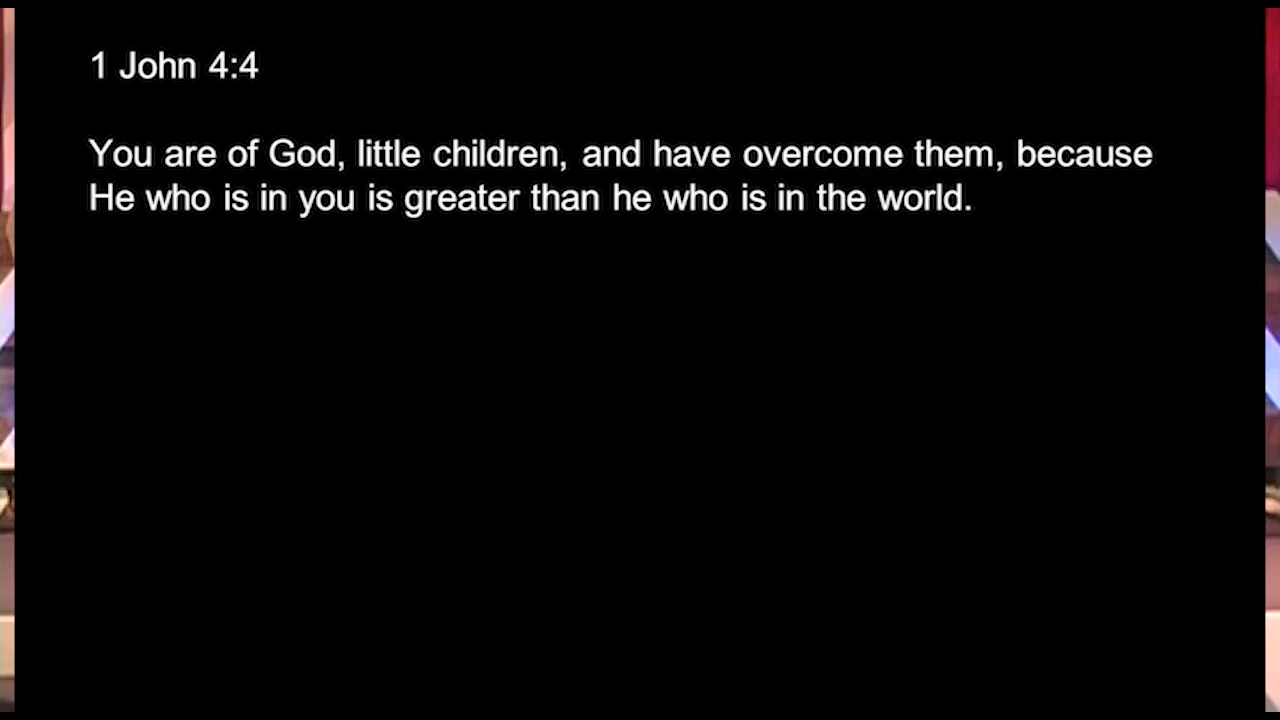 1 John 4:4
You are of God, little children, and have overcome them, because
He who is in you is greater than he who is in the world.